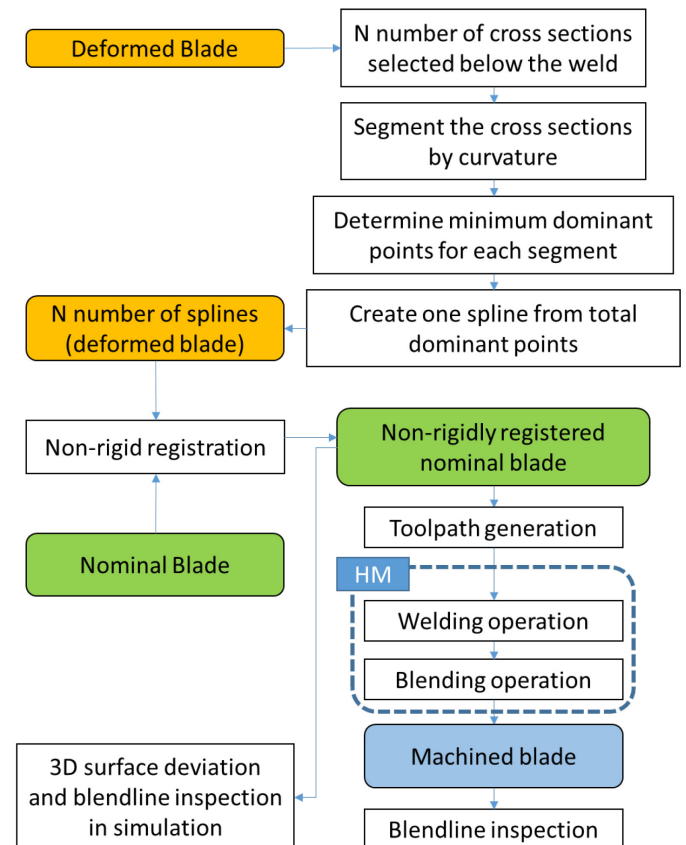 Deformed Blade
N number of cross sections
selected below the weld
Segment the cross sections
by curvature
Determine minimum dominant
points for each segment
N number of splines
(deformed blade)
Create one spline from total
dominant points
Non-rigid registration
Non-rigidly registered
nominal blade
Nominal Blade
Toolpath generation
HM
Welding operation
Blending operation
Machined blade
3D surface deviation
and blendline inspection
in simulation
Blendline inspection